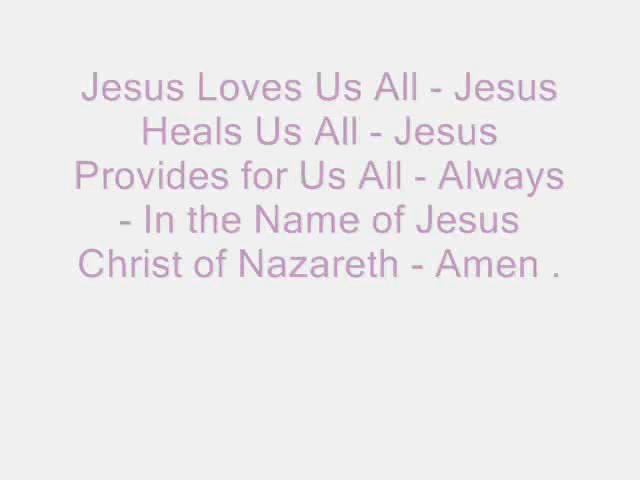 Jesus Loves Us All - Jesus
Heals Us All - Jesus
Provides for Us All - Always
- In the Name of Jesus
Christ of Nazareth - Amen .